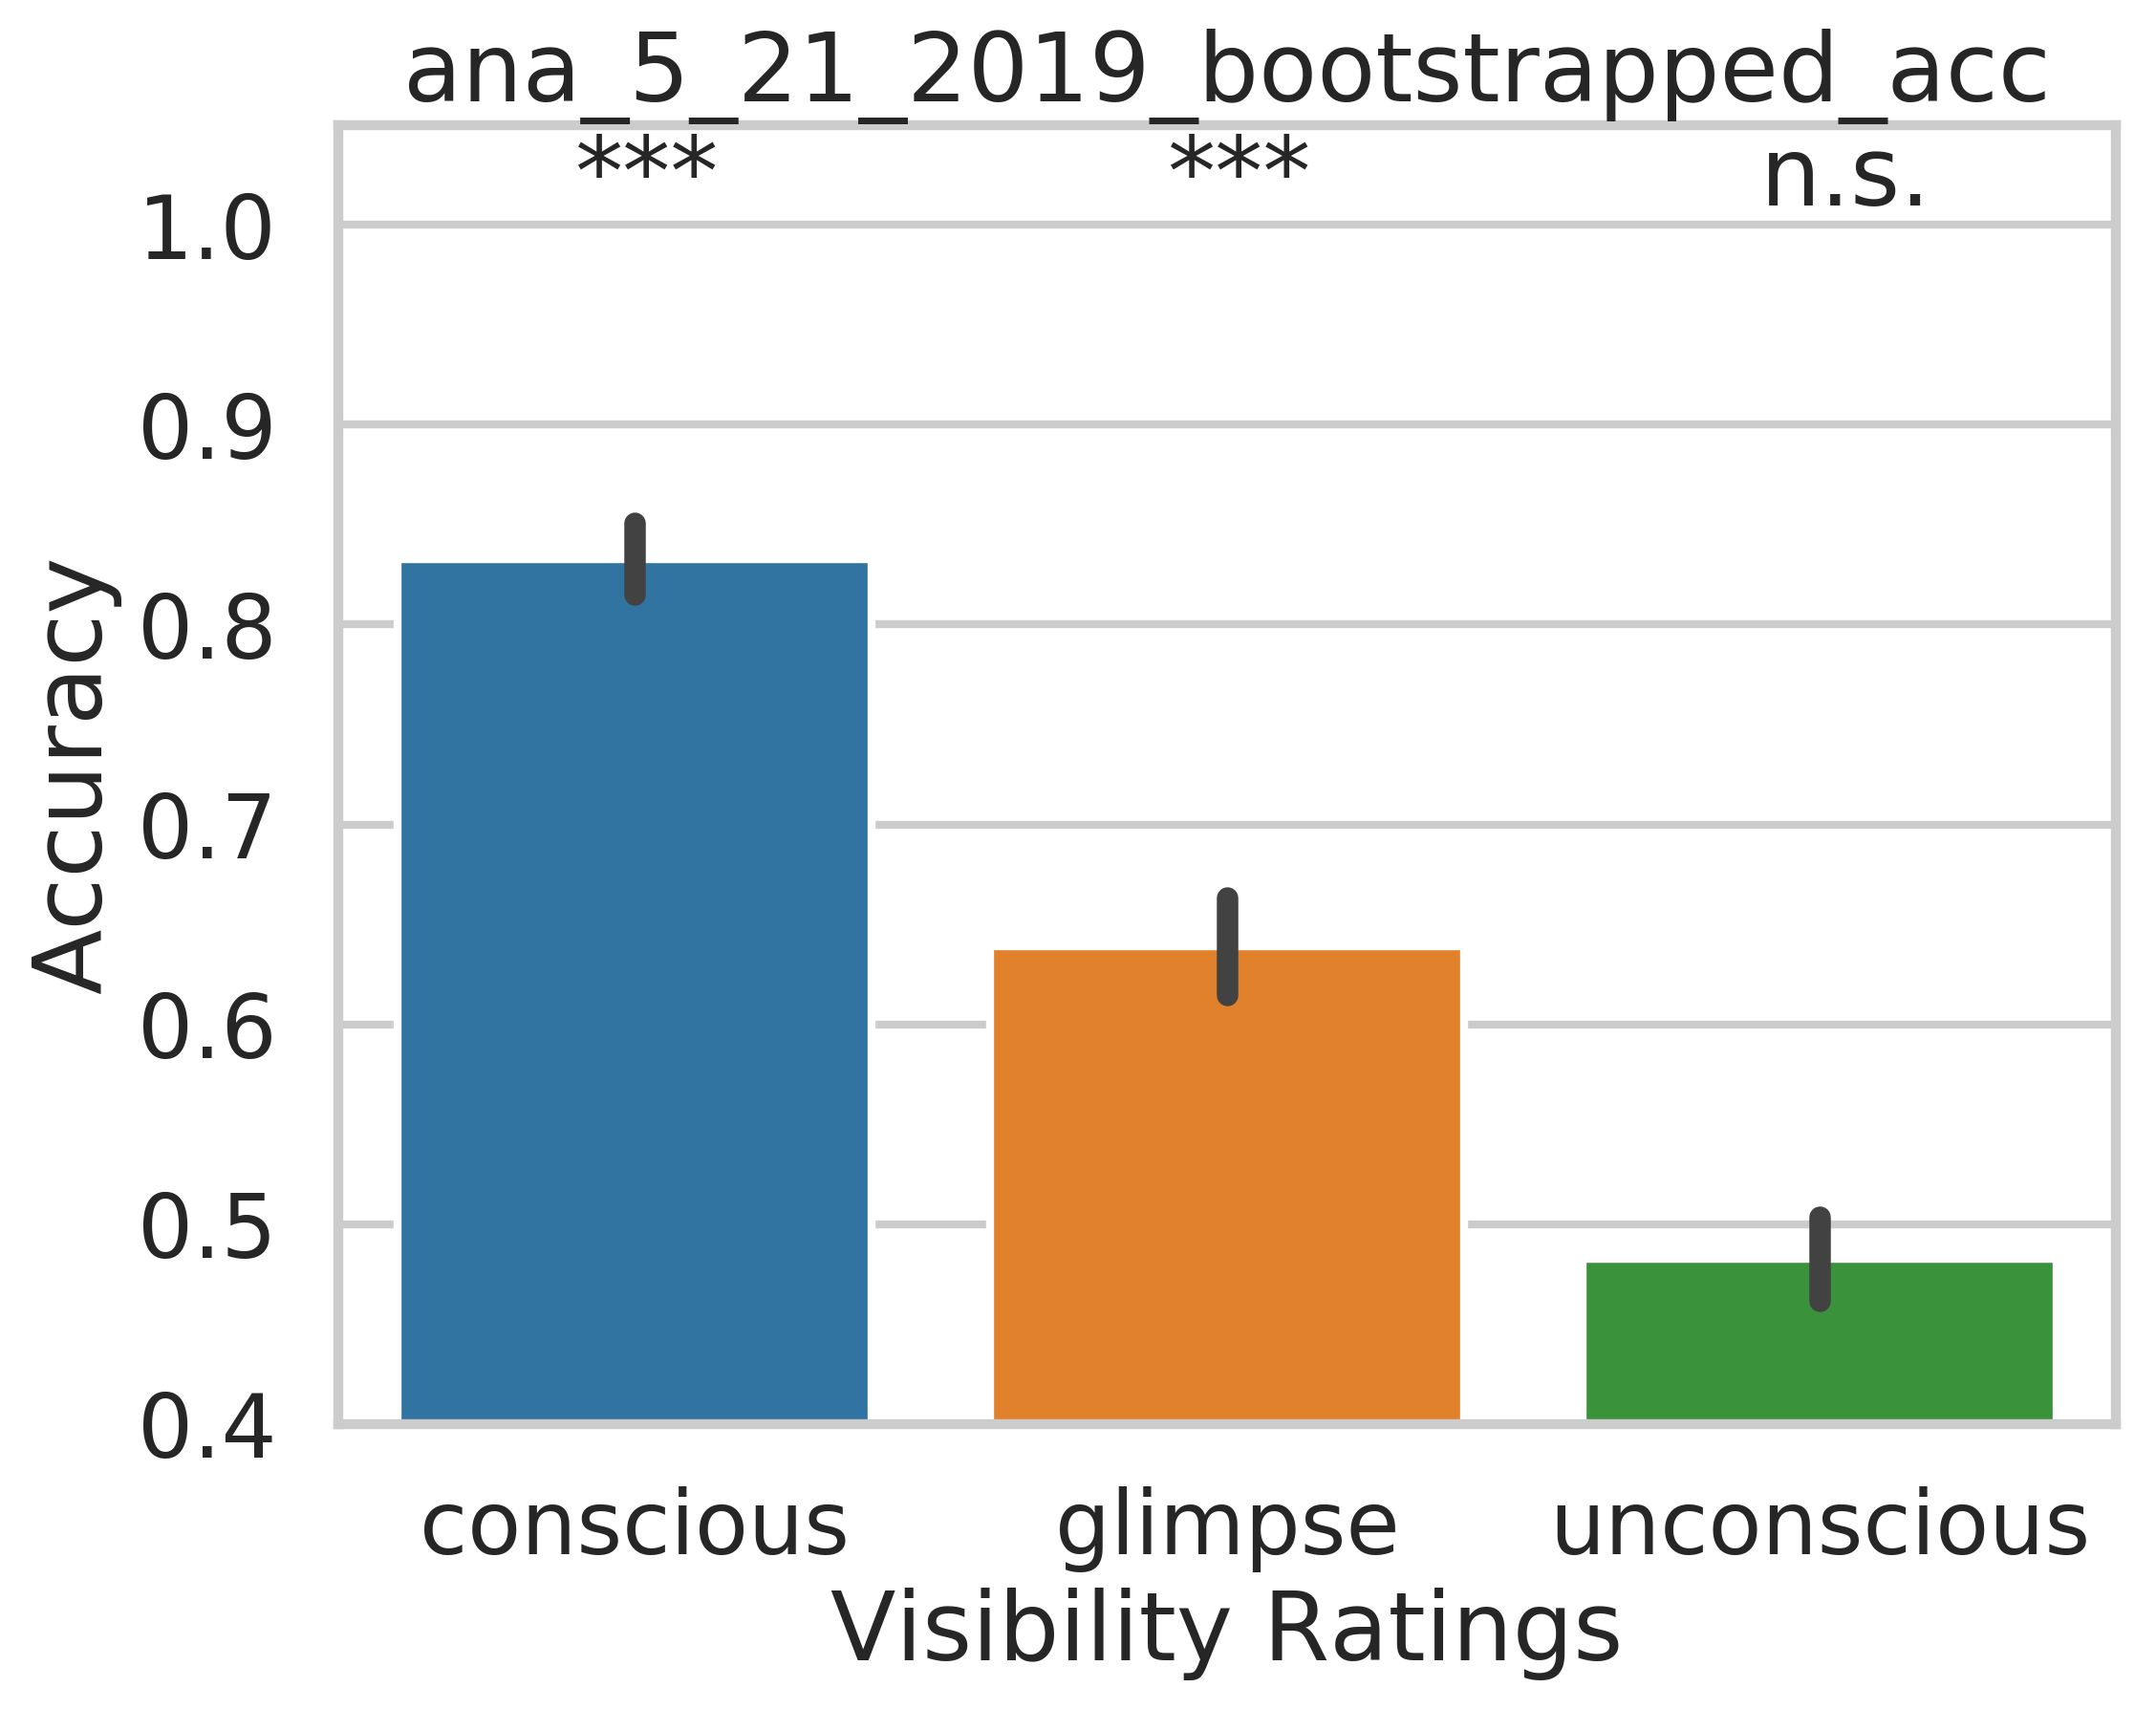 ana_5_21_2019_bootstrapped_acc
*** *** n.s.
1.0
0.9
0.8
0.7
0.6
0.5
0.4
Accuracy
conscious glimpse unconscious
Visibility Ratings